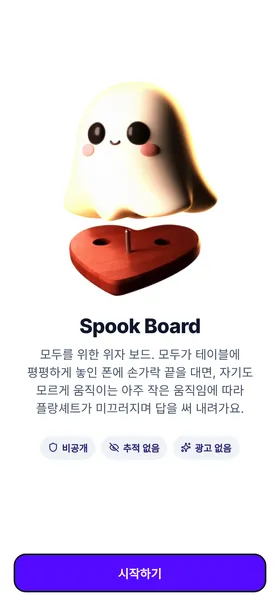 Spook Board
모두를 위한 위자 보드. 모두가 테이블에
평평하게 놓인 폰에 손가락 끝을 대면, 자기도
모르게 움직이는 아주 작은 움직임에 따라
플랑셰트가 미끄러지며 답을 써 내려가요.
비공개 추적 없음 광고 없음
시작하기